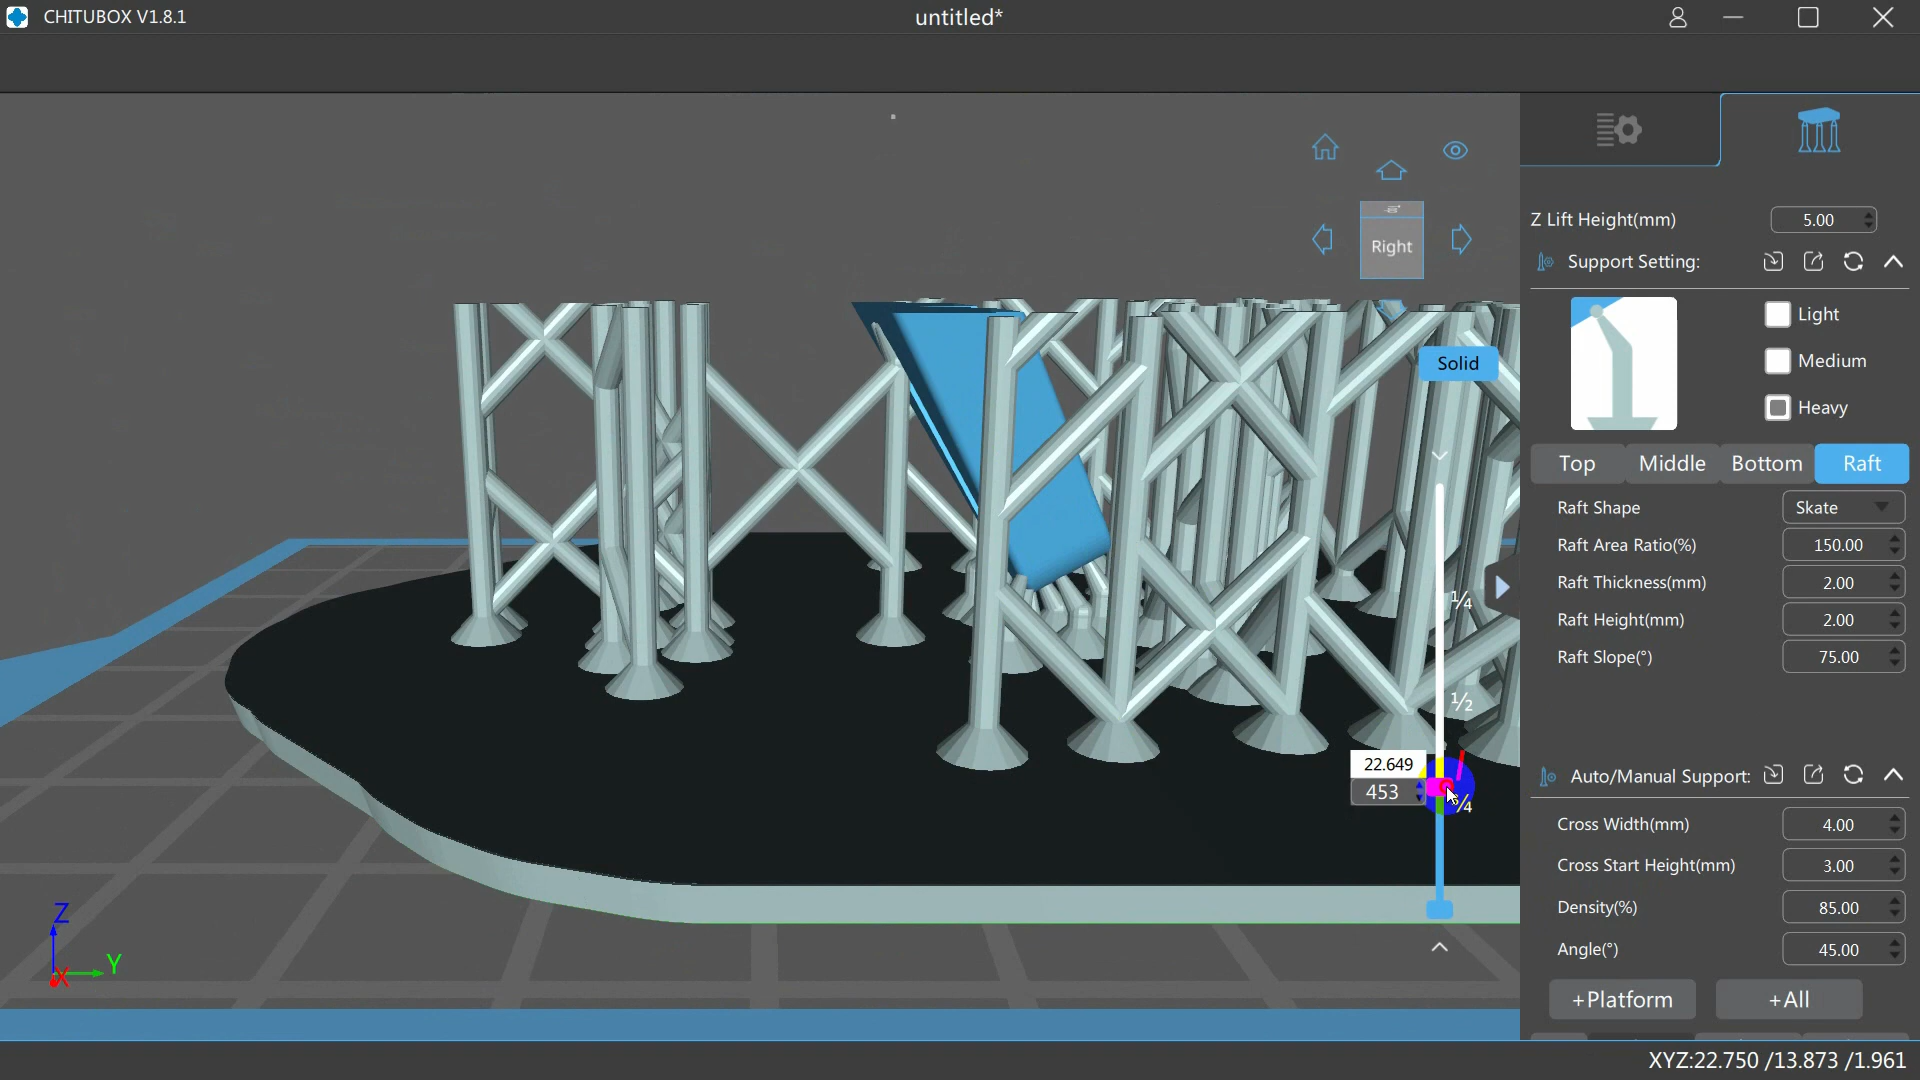 CHITUBOX V1.8.1
untitled*
Z Lift Height(mm)
5.00
Right
Support Setting:
Light
Solid
Medium
Heavy
Top
Middle
Bottom
Raft
Raft Shape
Skate
Raft Area Ratio(%)
150.00
Raft Thickness(mm)
2.00
¼
Raft Height(mm)
2.00
Raft Slope(°)
75.00
½
22.649
453
Auto/Manual Support:
Cross Width(mm)
4.00
Cross Start Height(mm)
3.00
Density(%)
85.00
Angle(°)
45.00
Z
Y
X
+Platform
+All
XYZ:22.750 /13.873 /1.961